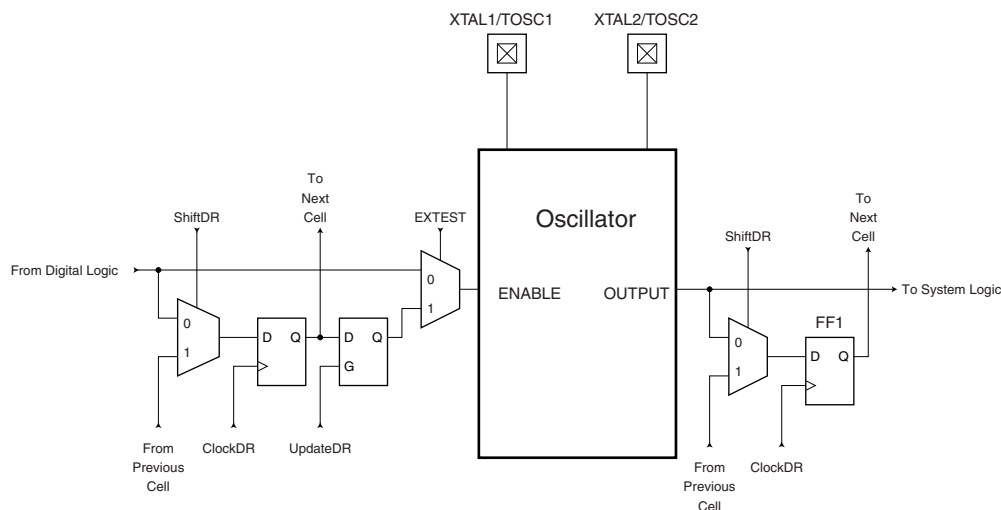 XTAL1/TOSC1
XTAL2/TOSC2
To
Next
Cell
ShiftDR
EXTEST
From Digital Logic
0
1
D Q
D Q
G
0
1
From
Previous
Cell
ClockDR
UpdateDR
Oscillator
ENABLE
OUTPUT
To
Next
Cell
ShiftDR
To System Logic
FF1
0
1
D Q
From
Previous
Cell
ClockDR